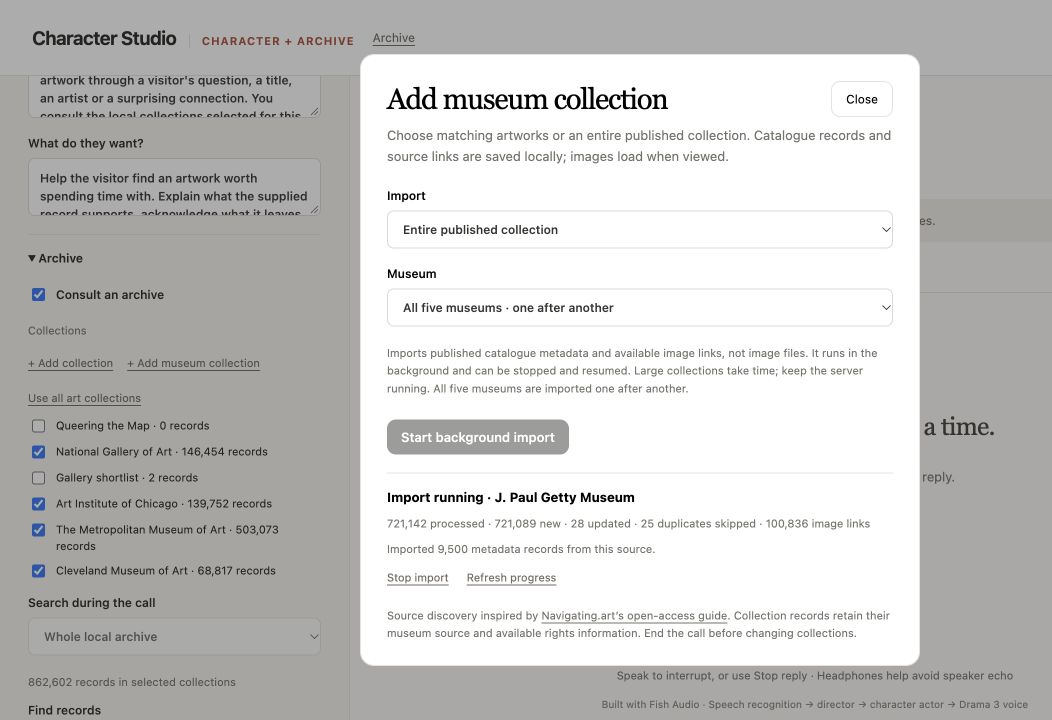 Character Studio
CHARACTER + ARCHIVE
Archive
artwork through a visitor's question, a title,
an artist or a surprising connection. You
consult the local collections selected for this
What do they want?
Help the visitor find an artwork worth
spending time with. Explain what the supplied
record supports, acknowledge what it leaves
Archive
Consult an archive
Collections
+ Add collection
+ Add museum collection
Use all art collections
Queering the Map · 0 records
National Gallery of Art · 146,454 records
Gallery shortlist · 2 records
Art Institute of Chicago · 139,752 records
The Metropolitan Museum of Art · 503,073
records
Cleveland Museum of Art · 68,817 records
Search during the call
Whole local archive
862,602 records in selected collections
Find records
Add museum collection
Close
Choose matching artworks or an entire published collection. Catalogue records and
source links are saved locally; images load when viewed.
Import
Entire published collection
Museum
All five museums · one after another
Imports published catalogue metadata and available image links, not image files. It runs in the
background and can be stopped and resumed. Large collections take time; keep the server
running. All five museums are imported one after another.
Start background import
Import running · J. Paul Getty Museum
721,142 processed · 721,089 new · 28 updated · 25 duplicates skipped · 100,836 image links
Imported 9,500 metadata records from this source.
Stop import
Refresh progress
Source discovery inspired by Navigating.art's open-access guide. Collection records retain their
museum source and available rights information. End the call before changing collections.
es.
a time.
reply.
Speak to interrupt, or use Stop reply · Headphones help avoid speaker echo
Built with Fish Audio · Speech recognition → director → character actor → Drama 3 voice